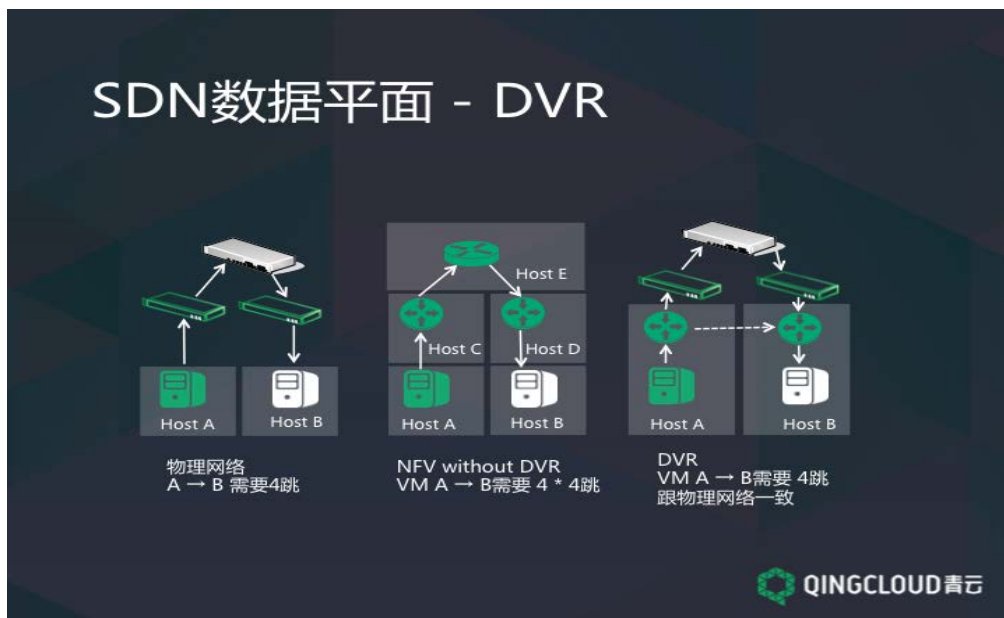 SDN数据平面 - DVR
Host A
Host B
物理网络
A → B 需要4跳
Host E
Host C
Host D
Host A
Host B
NFV without DVR
VM A → B需要 4 * 4跳
Host A
Host B
DVR
VM A → B需要 4跳
跟物理网络一致
QINGCLOUD青云